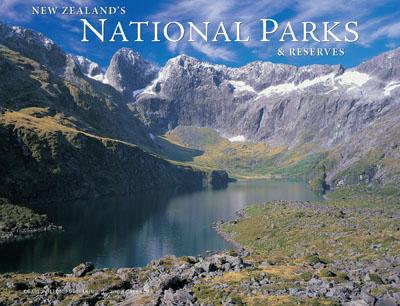 NEW ZEALAND'S
NATIONAL PARKS
& RESERVES